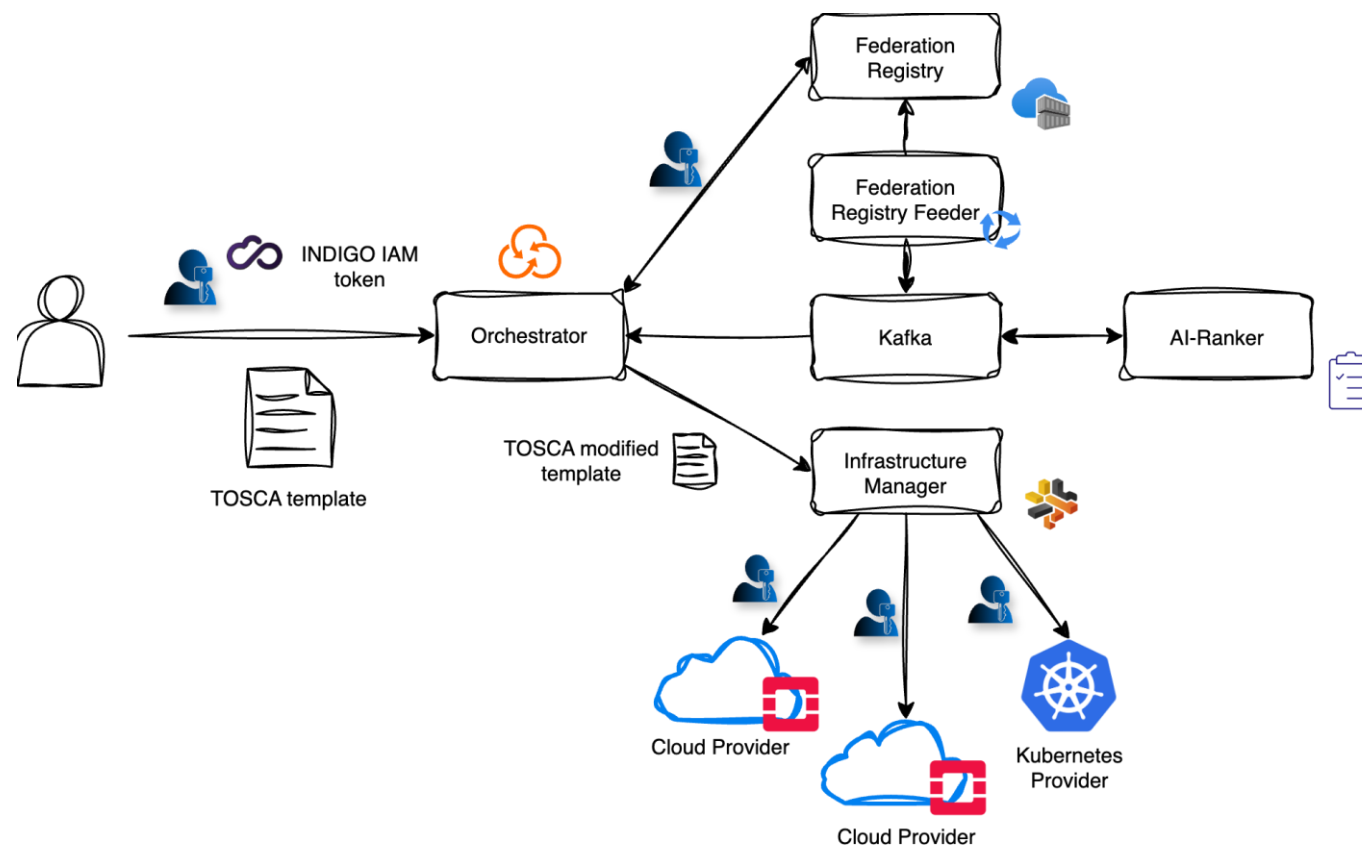 Federation
Registry
Federation
Registry Feeder
INDIGO IAM
token
Orchestrator
Kafka
AI-Ranker
TOSCA template
TOSCA modified
template
Infrastructure
Manager
Cloud Provider
Cloud Provider
Kubernetes
Provider